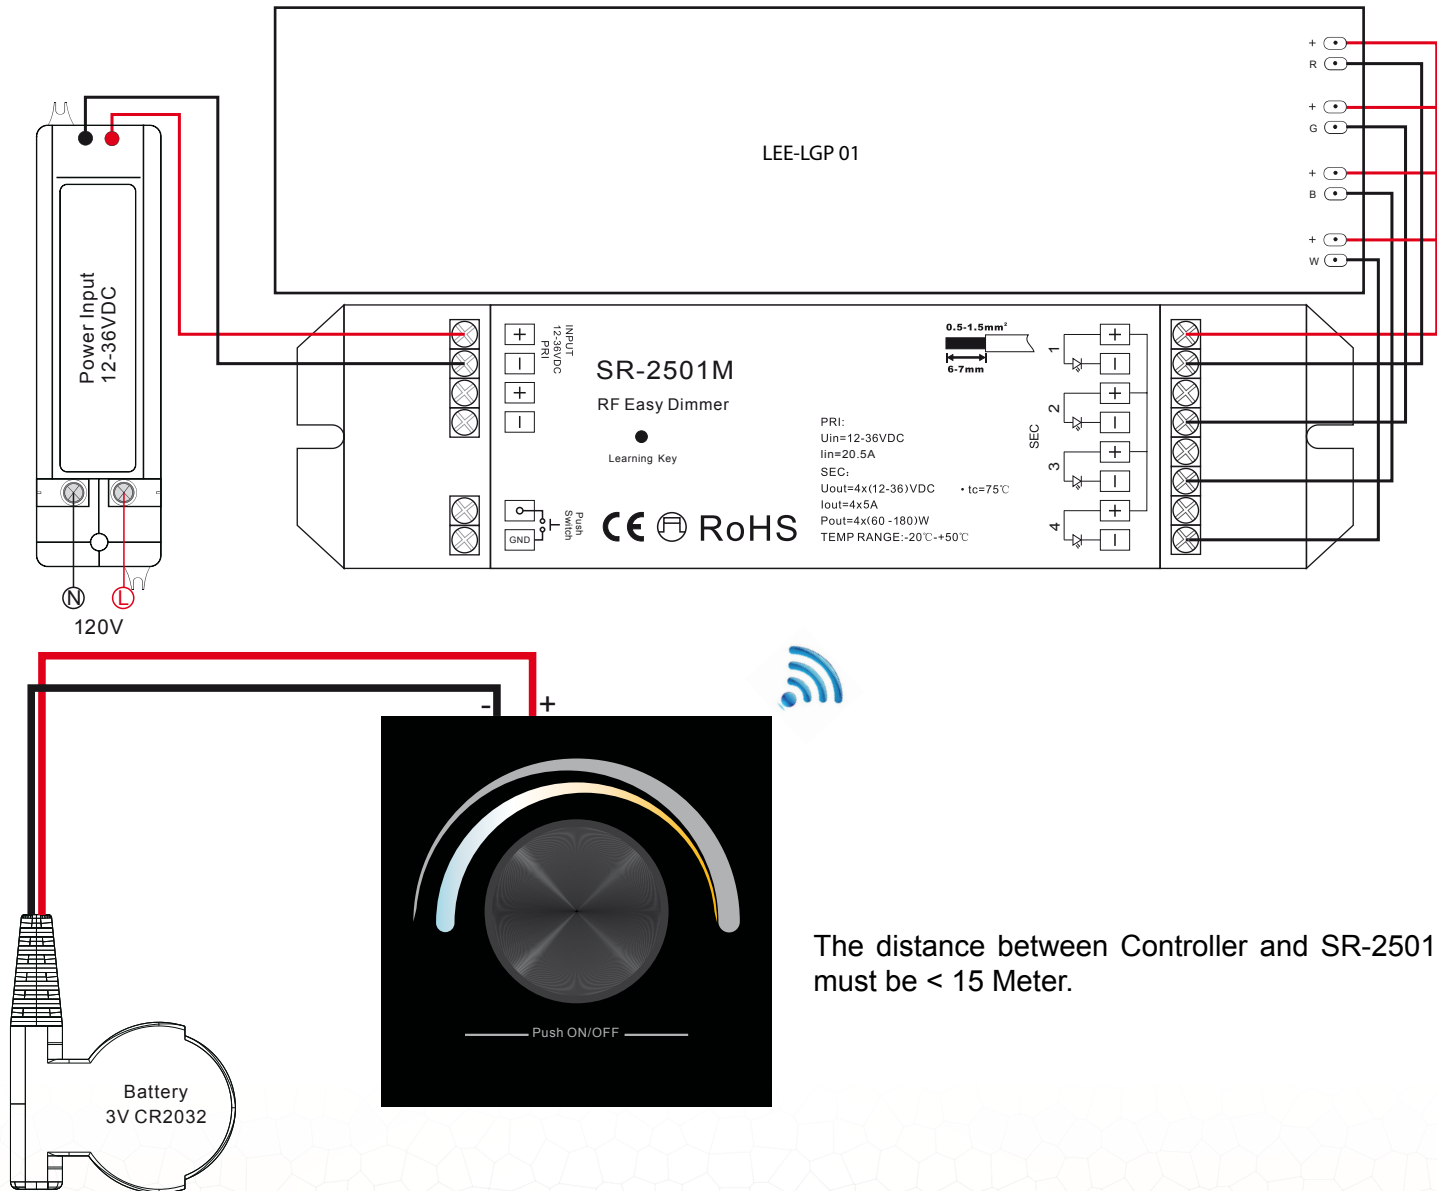 LEE-LGP 01
+
R
+
G
+
B
+
W
Power Input
12-36VDC
N
L
120V
+
−
+
−
INPUT
12-36VDC
PRI
SR-2501M
RF Easy Dimmer
Learning Key
Push
Switch
GND
CE RoHS
0.5-1.5mm²
6-7mm
PRI:
Uin=12-36VDC
Iin=20.5A
SEC:
Uout=4x(12-36)VDC • tc=75℃
Iout=4x5A
Pout=4x(60-180)W
TEMP RANGE:-20℃-+50℃
SEC
1
+
−
2
+
−
3
+
−
4
+
−
- +
Push ON/OFF
The distance between Controller and SR-2501
must be < 15 Meter.
Battery
3V CR2032